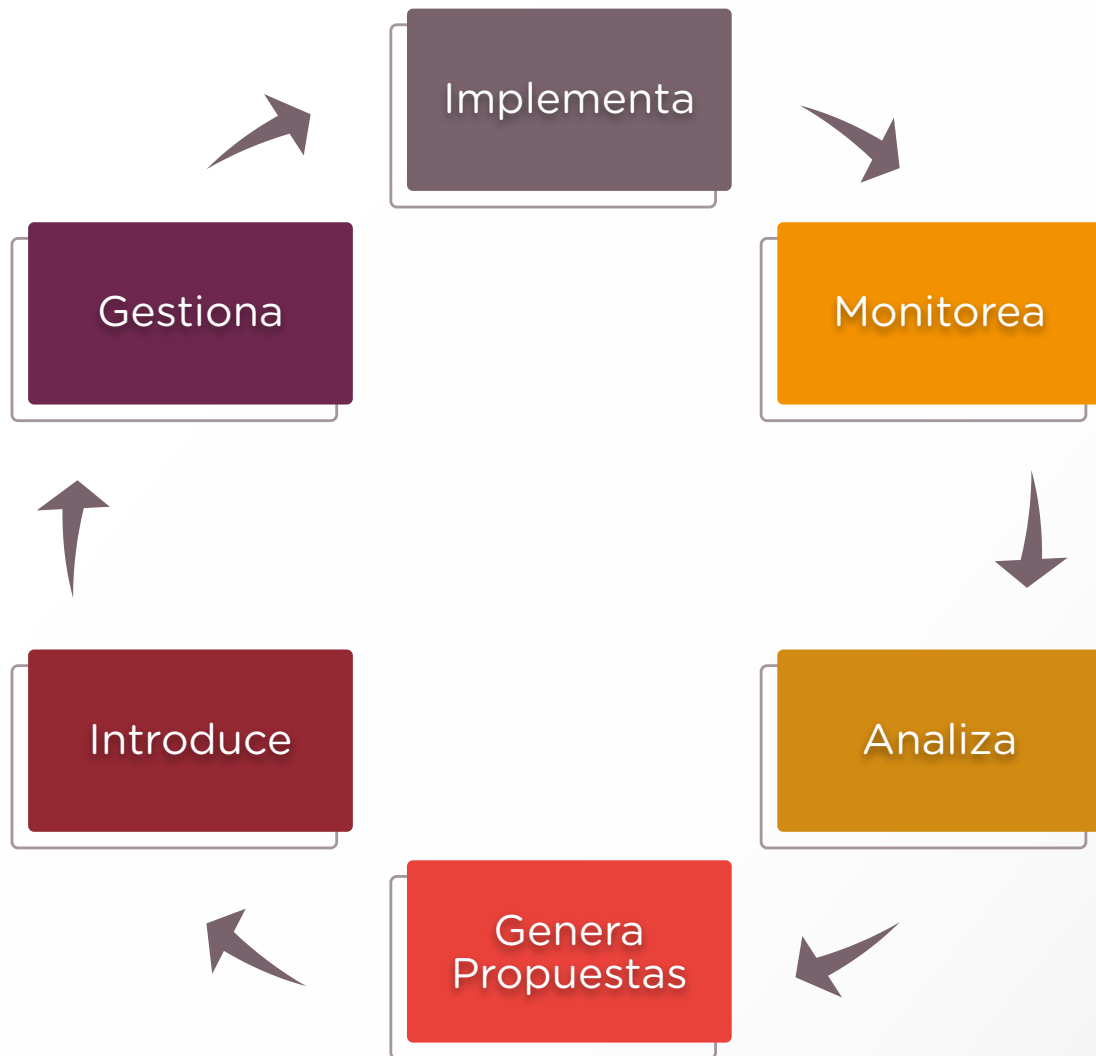 Implementa
Gestiona
Monitorea
Introduce
Analiza
Genera
Propuestas